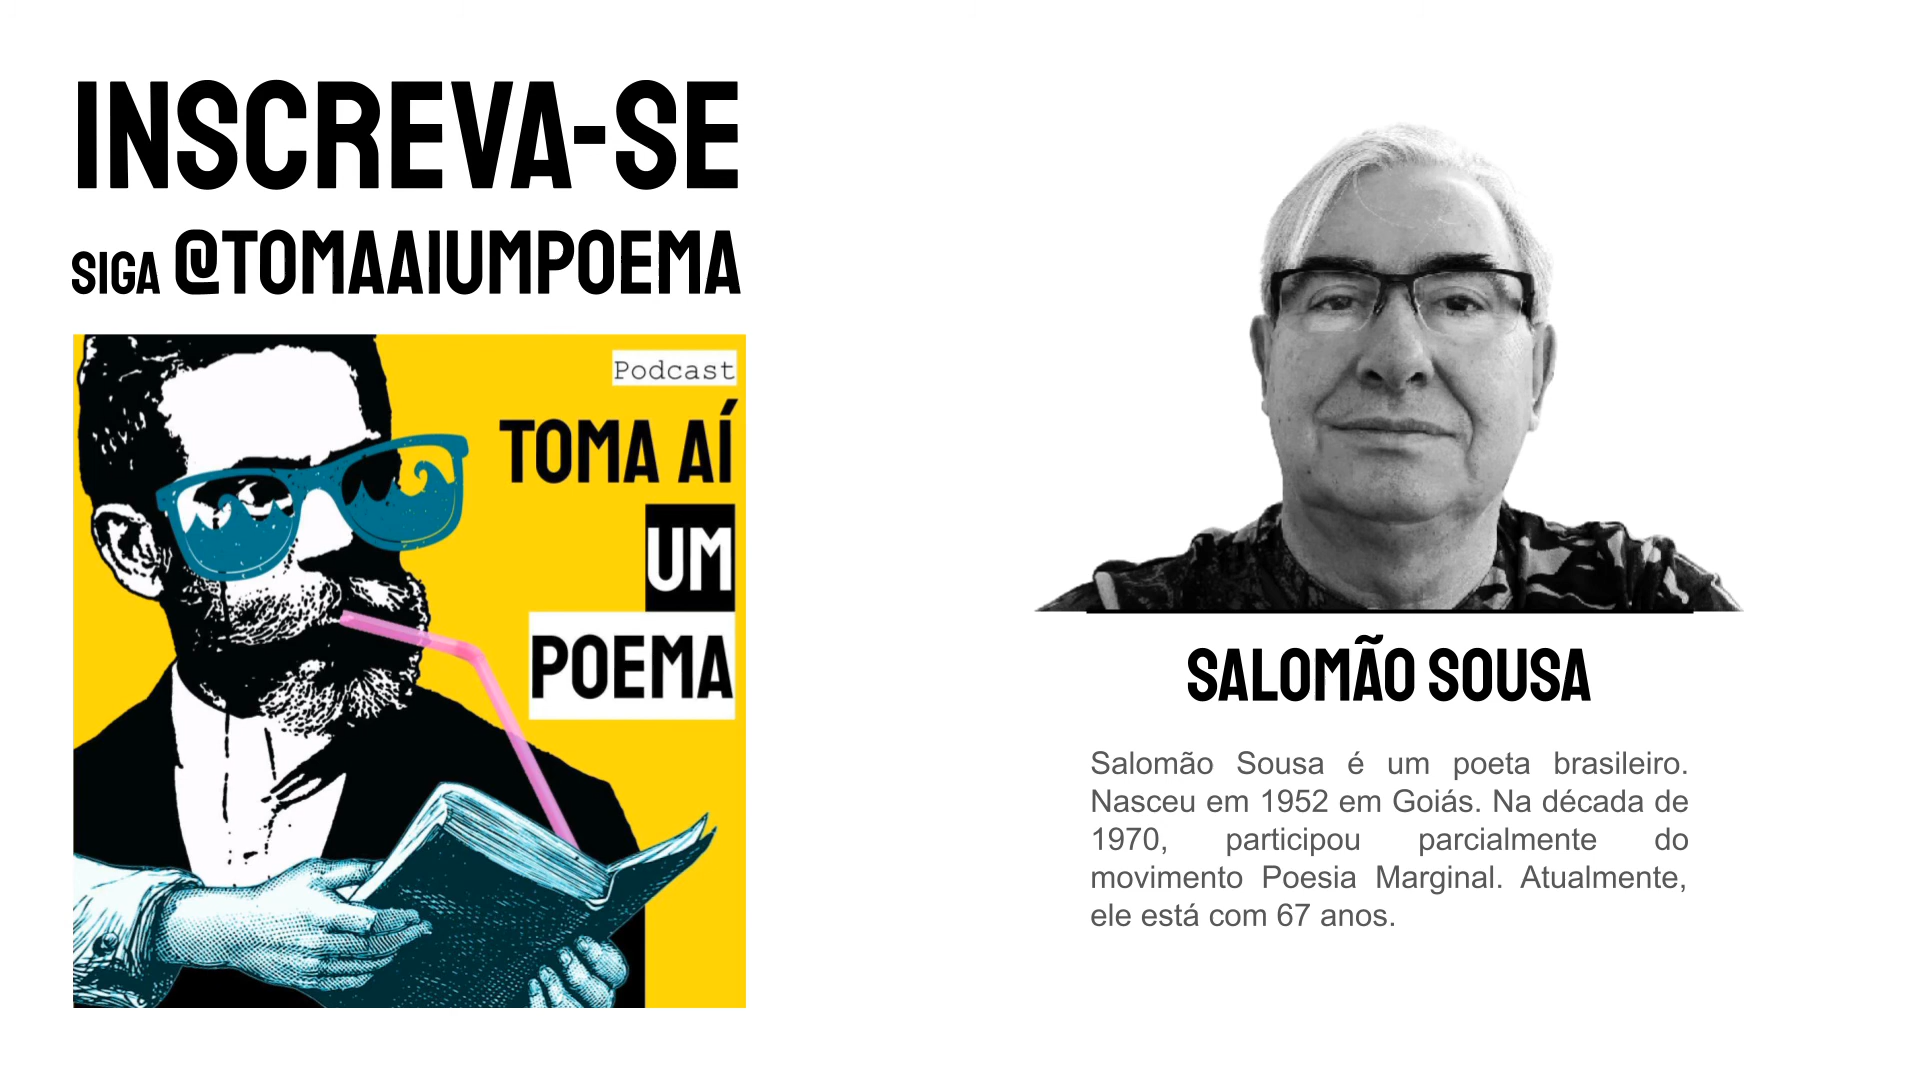 INSCREVA-SE
SIGA @TOMAAIUMPOEMA
Podcast
TOMA AÍ
UM
POEMA
SALOMÃO SOUSA
Salomão Sousa é um poeta brasileiro.
Nasceu em 1952 em Goiás. Na década de
1970, participou parcialmente do
movimento Poesia Marginal. Atualmente,
ele está com 67 anos.